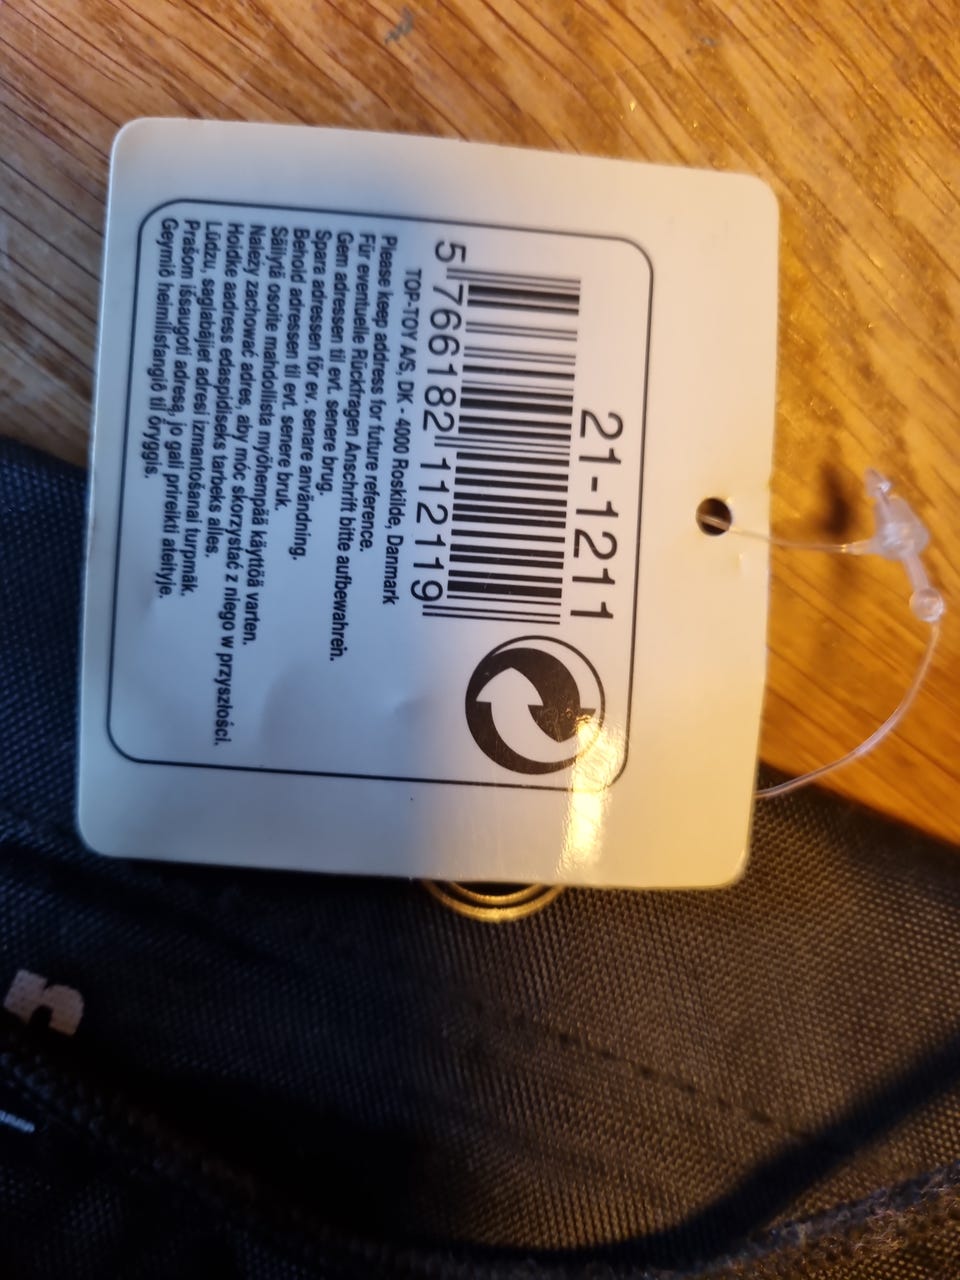 21-1211
5 766182 112119
TOP-TOY A/S, DK - 4000 Roskilde, Danmark
Please keep address for future reference.
Für eventuelle Rückfragen Anschrift bitte aufbewahren.
Gem adressen til evt. senere brug.
Spara adressen för ev. senare användning.
Behold adressen til evt. senere bruk.
Säilytä osoite mahdollista myöhempää käyttöä varten.
Należy zachować adres, aby móc skorzystać z niego w przyszłości.
Hoidke aadress edaspidiseks tarbeks alles.
Lūdzu, saglabājiet adresi izmantošanai turpmāk.
Prašom išsaugoti adresą, jo gali prireikti ateityje.
Geymið heimilisfangið til öryggis.